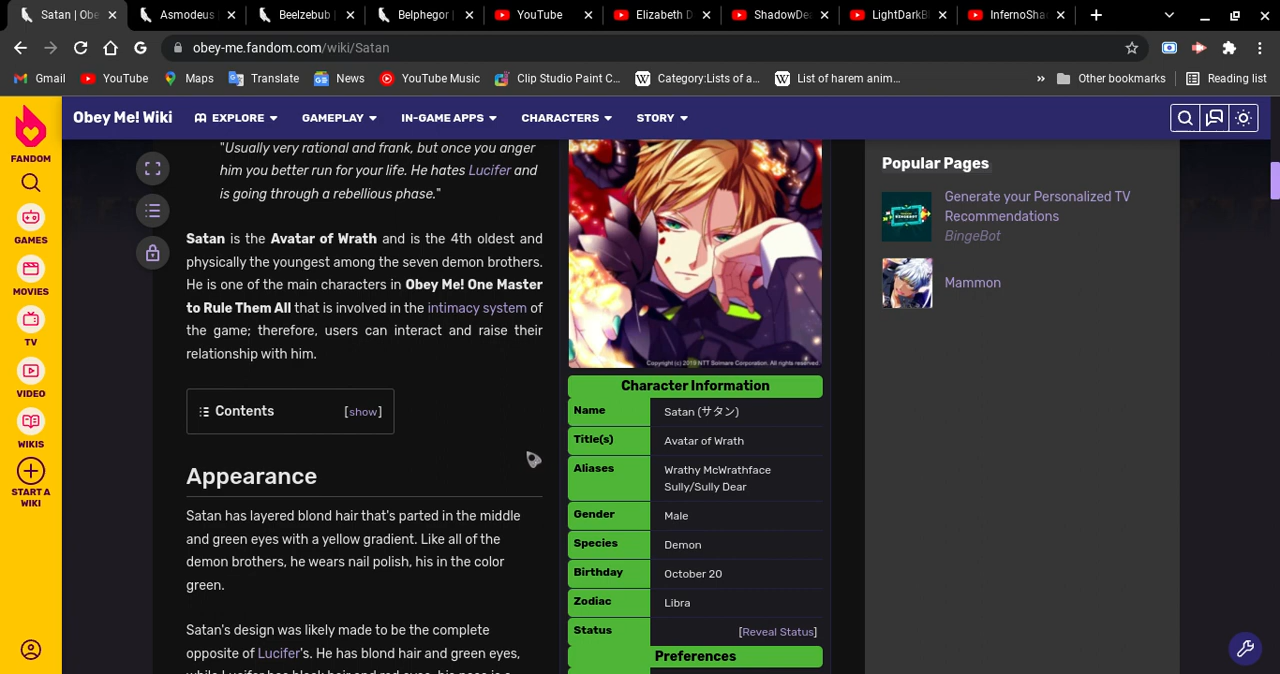 Satan | Obe
Asmodeus
Beelzebub
Belphegor |
YouTube
Elizabeth D
ShadowDea
LightDarkBl
InfernoSha
obey-me.fandom.com/wiki/Satan
Gmail
YouTube
Maps
Translate
News
YouTube Music
Clip Studio Paint C...
Category:Lists of a...
List of harem anim...
»
Other bookmarks
Reading list
FANDOM
GAMES
MOVIES
TV
VIDEO
WIKIS
START A
WIKI
Obey Me! Wiki
EXPLORE
GAMEPLAY
IN-GAME APPS
CHARACTERS
STORY
"Usually very rational and frank, but once you anger
him you better run for your life. He hates Lucifer and
is going through a rebellious phase."
Satan is the Avatar of Wrath and is the 4th oldest and
physically the youngest among the seven demon brothers.
He is one of the main characters in Obey Me! One Master
to Rule Them All that is involved in the intimacy system of
the game; therefore, users can interact and raise their
relationship with him.
Contents [show]
Appearance
Satan has layered blond hair that's parted in the middle
and green eyes with a yellow gradient. Like all of the
demon brothers, he wears nail polish, his in the color
green.
Satan's design was likely made to be the complete
opposite of Lucifer's. He has blond hair and green eyes,
Copyright (c) 2019 NTT Solmare Corporation. All rights reserved.
Character Information
Name Satan (サタン)
Title(s) Avatar of Wrath
Aliases Wrathy McWrathface
Sully/Sully Dear
Gender Male
Species Demon
Birthday October 20
Zodiac Libra
Status [Reveal Status]
Preferences
Popular Pages
Generate your Personalized TV
Recommendations
BingeBot
Mammon